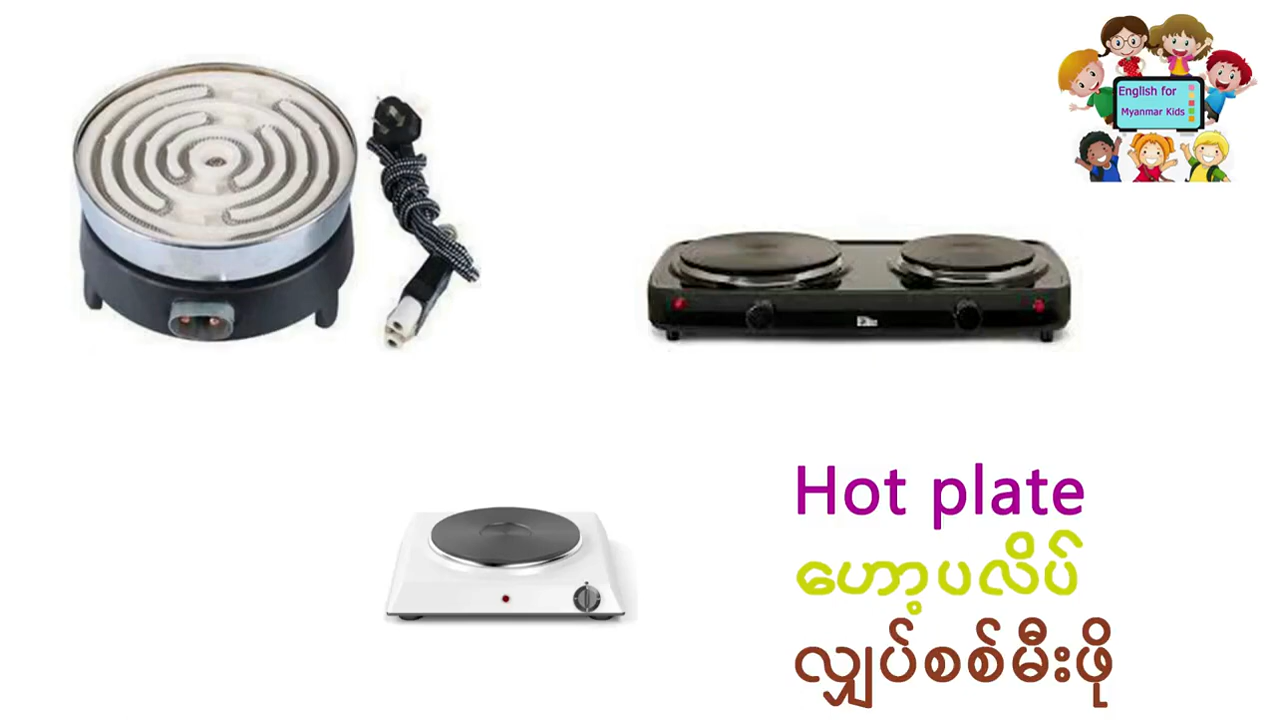 English for
Myanmar Kids
Hot plate
ဟော့ပလိပ်
လျှပ်စစ်မီးဖို